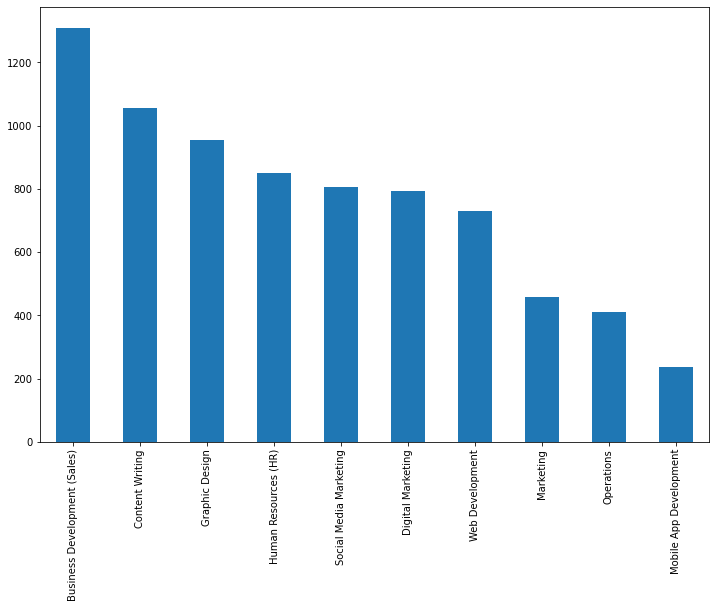 1200
1000
800
600
400
200
0
Business Development (Sales)
Content Writing
Graphic Design
Human Resources (HR)
Social Media Marketing
Digital Marketing
Web Development
Marketing
Operations
Mobile App Development